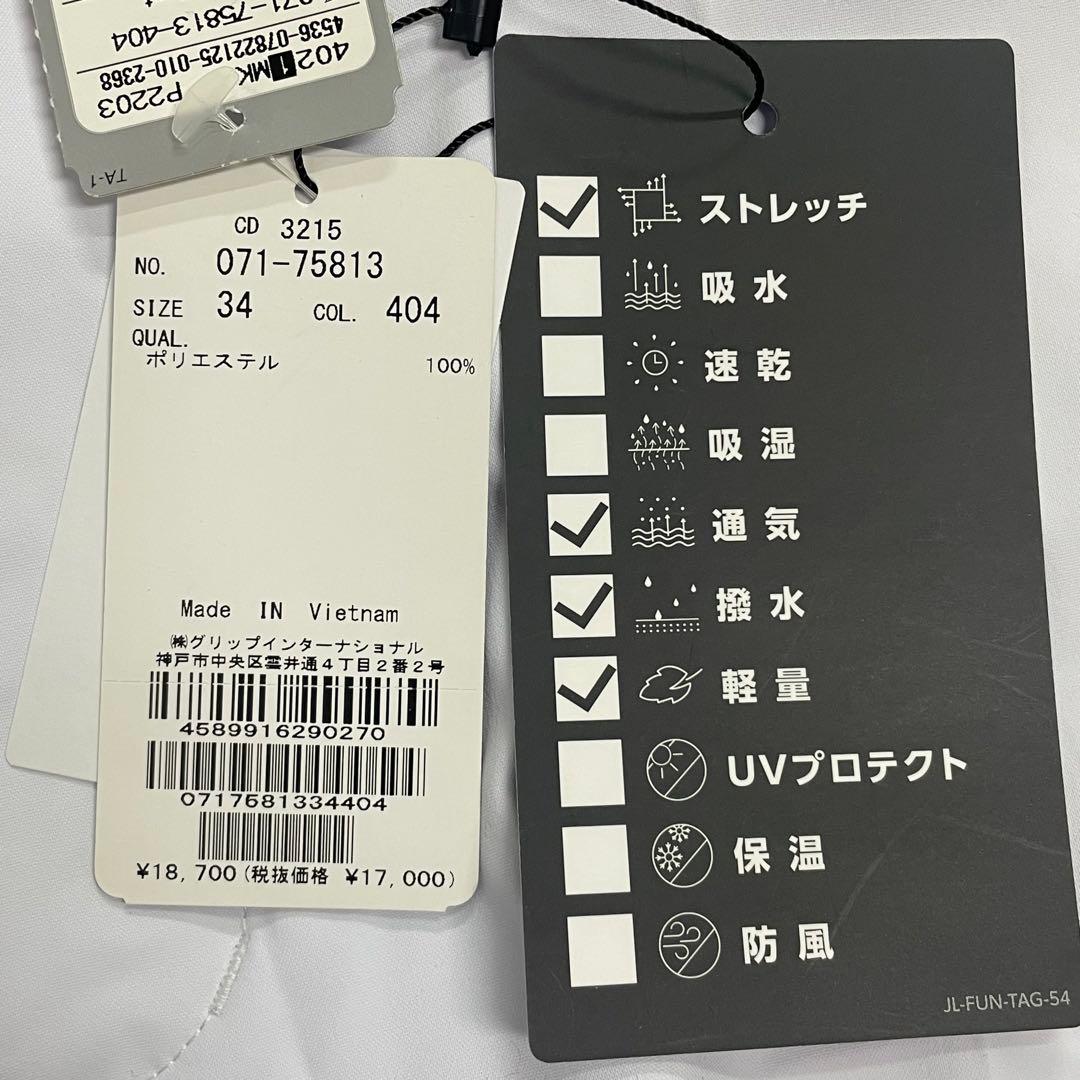 071-75813-404
4536-07822125-010-2368
402 1 MK
P2203
TA-1
CD 3215
NO. 071-75813
SIZE 34 COL. 404
QUAL.
ポリエステル 100%
Made IN Vietnam
㈱グリップインターナショナル
神戸市中央区雲井通4丁目2番2号
4589916290270
0717581334404
¥18,700(税抜価格 ¥17,000)
ストレッチ
吸水
速乾
吸湿
通気
撥水
軽量
UVプロテクト
保温
防風
JL-FUN-TAG-54